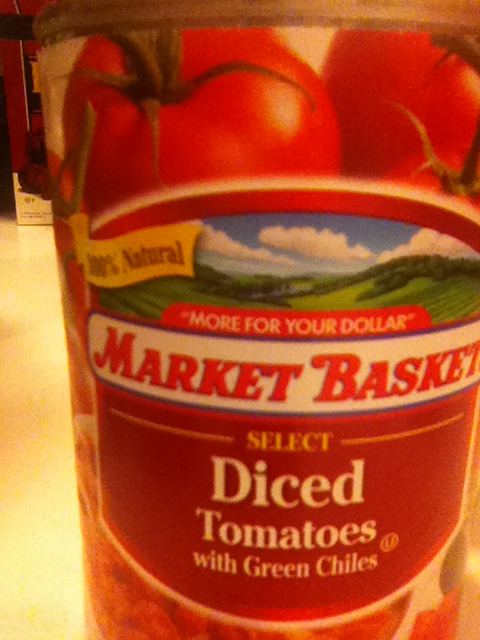 100% Natural
"MORE FOR YOUR DOLLAR"
MARKET BASKET
SELECT
Diced
Tomatoes
with Green Chiles